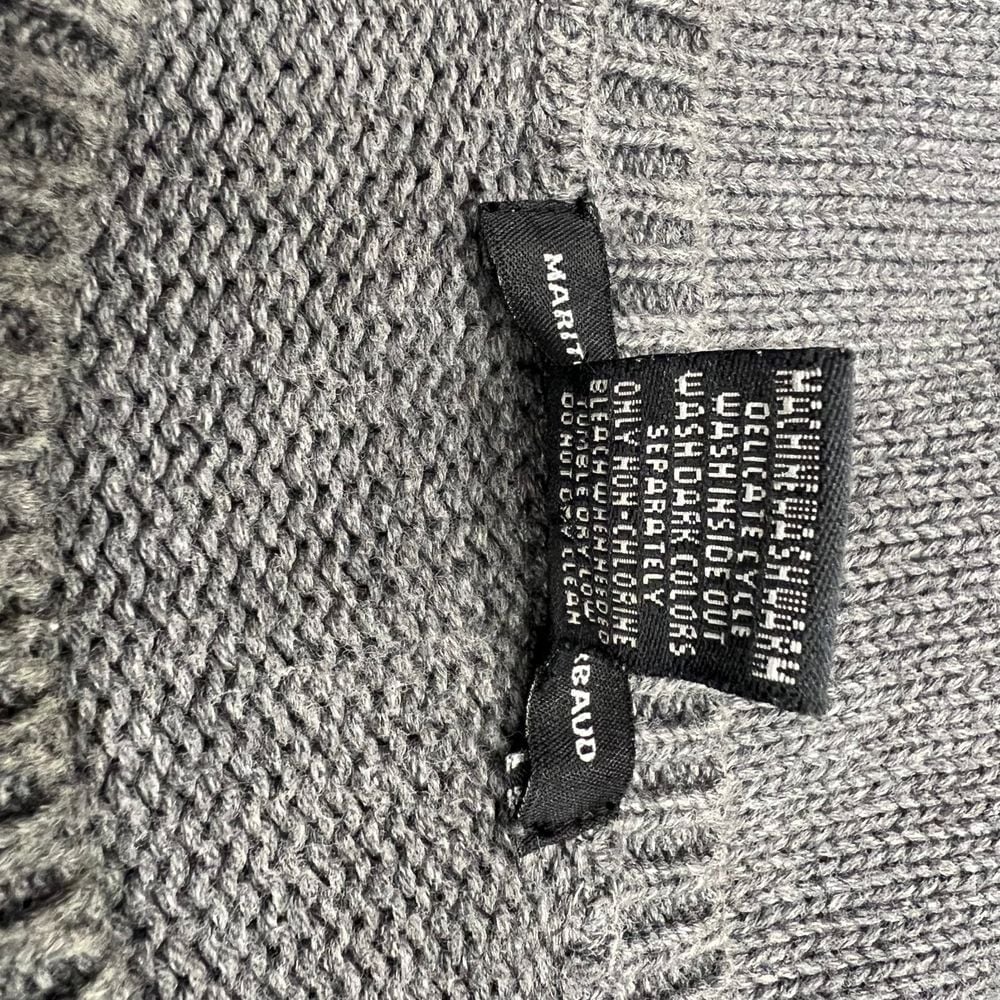 MARIT
MACHINE WASH WARM
DELICATE CYCLE
WASH INSIDE OUT
WASH DARK COLORS
SEPARATELY
ONLY NON-CHLORINE
BLEACH WHEN NEEDED
TUMBLE DRY LOW
DO NOT DRY CLEAN
RBAUD